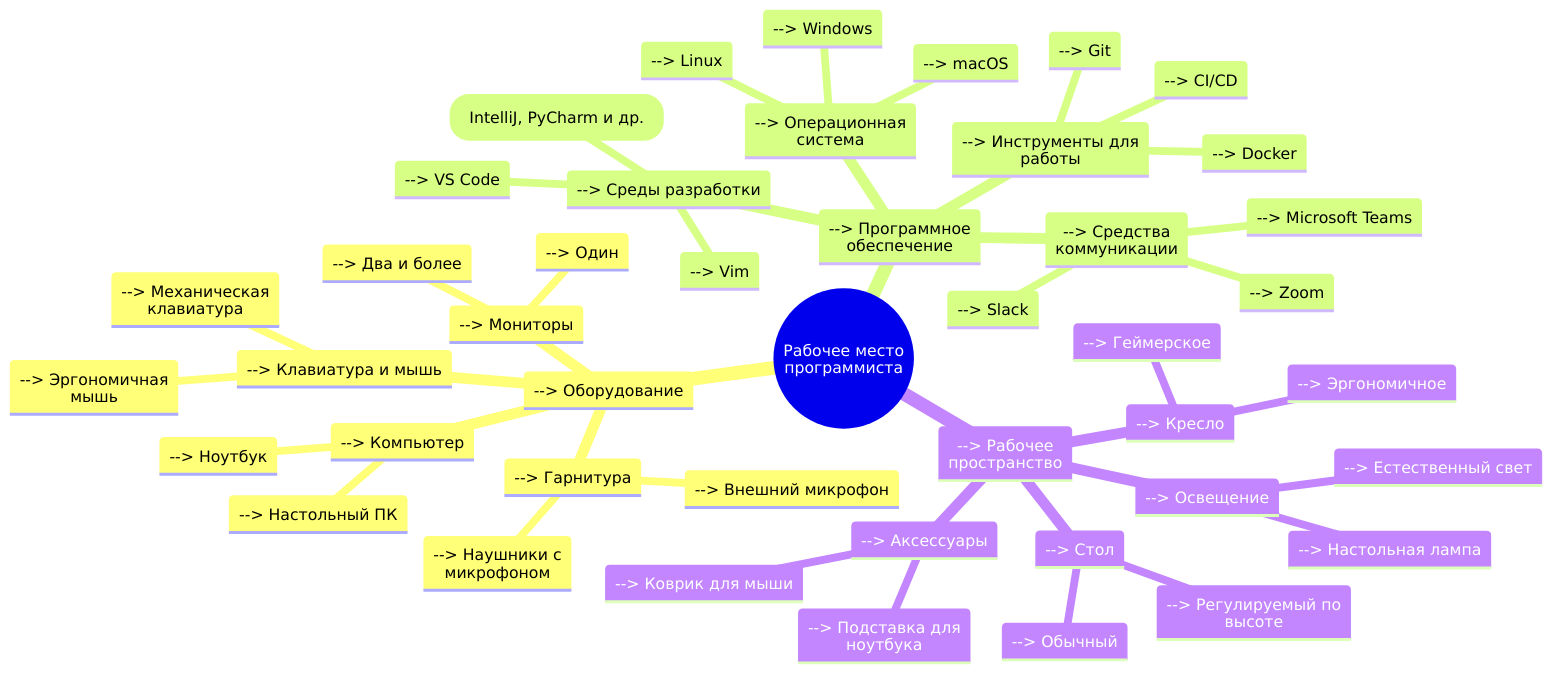 Рабочее место
программиста
--> Программное
обеспечение
--> Операционная
система
--> Linux
--> Windows
--> macOS
--> Инструменты для
работы
--> Git
--> CI/CD
--> Docker
--> Средства
коммуникации
--> Microsoft Teams
--> Zoom
--> Slack
--> Среды разработки
IntelliJ, PyCharm и др.
--> VS Code
--> Vim
--> Оборудование
--> Мониторы
--> Два и более
--> Один
--> Клавиатура и мышь
--> Механическая
клавиатура
--> Эргономичная
мышь
--> Компьютер
--> Ноутбук
--> Настольный ПК
--> Гарнитура
--> Внешний микрофон
--> Наушники с
микрофоном
--> Рабочее
пространство
--> Кресло
--> Геймерское
--> Эргономичное
--> Освещение
--> Естественный свет
--> Настольная лампа
--> Стол
--> Регулируемый по
высоте
--> Обычный
--> Аксессуары
--> Коврик для мыши
--> Подставка для
ноутбука